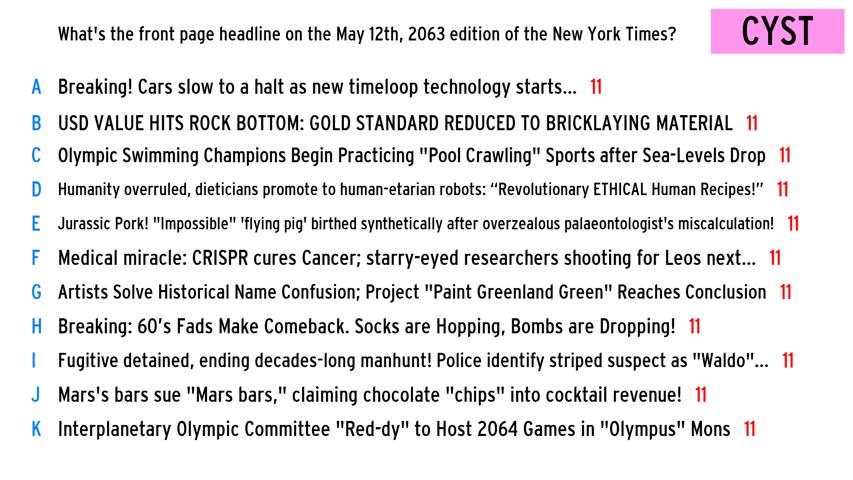 What's the front page headline on the May 12th, 2063 edition of the New York Times?
CYST
A Breaking! Cars slow to a halt as new timeloop technology starts... 11
B USD VALUE HITS ROCK BOTTOM: GOLD STANDARD REDUCED TO BRICKLAYING MATERIAL 11
C Olympic Swimming Champions Begin Practicing "Pool Crawling" Sports after Sea-Levels Drop 11
D Humanity overruled, dieticians promote to human-etarian robots: “Revolutionary ETHICAL Human Recipes!” 11
E Jurassic Pork! "Impossible" 'flying pig' birthed synthetically after overzealous palaeontologist's miscalculation! 11
F Medical miracle: CRISPR cures Cancer; starry-eyed researchers shooting for Leos next... 11
G Artists Solve Historical Name Confusion; Project "Paint Greenland Green" Reaches Conclusion 11
H Breaking: 60’s Fads Make Comeback. Socks are Hopping, Bombs are Dropping! 11
I Fugitive detained, ending decades-long manhunt! Police identify striped suspect as "Waldo"... 11
J Mars's bars sue "Mars bars," claiming chocolate "chips" into cocktail revenue! 11
K Interplanetary Olympic Committee "Red-dy" to Host 2064 Games in "Olympus" Mons 11